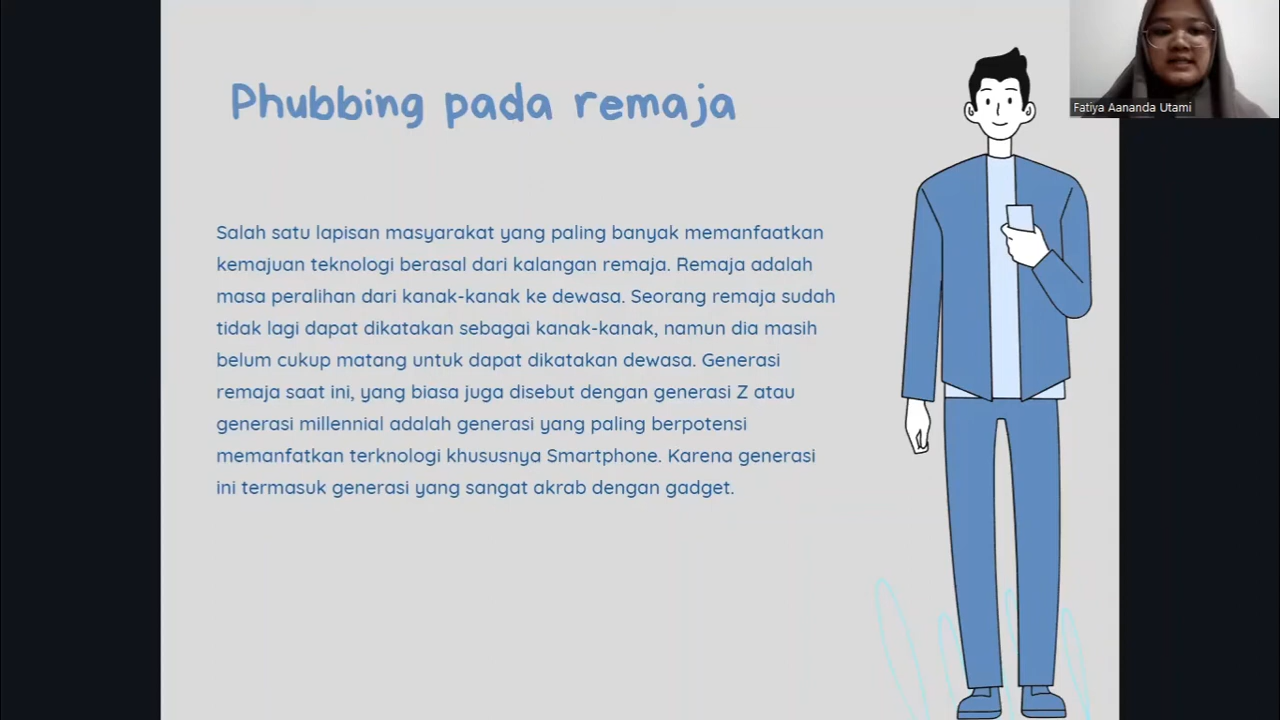 Phubbing pada remaja
Fatiya Aananda Utami
Salah satu lapisan masyarakat yang paling banyak memanfaatkan
kemajuan teknologi berasal dari kalangan remaja. Remaja adalah
masa peralihan dari kanak-kanak ke dewasa. Seorang remaja sudah
tidak lagi dapat dikatakan sebagai kanak-kanak, namun dia masih
belum cukup matang untuk dapat dikatakan dewasa. Generasi
remaja saat ini, yang biasa juga disebut dengan generasi Z atau
generasi millennial adalah generasi yang paling berpotensi
memanfatkan terknologi khususnya Smartphone. Karena generasi
ini termasuk generasi yang sangat akrab dengan gadget.